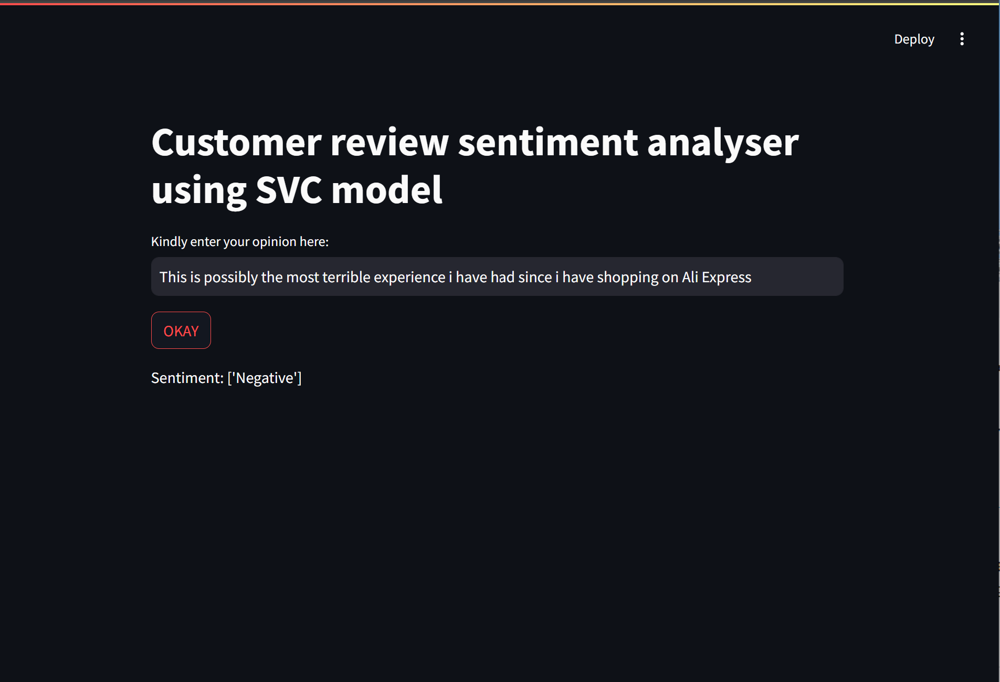 Deploy
Customer review sentiment analyser
using SVC model
Kindly enter your opinion here:
This is possibly the most terrible experience i have had since i have shopping on Ali Express
OKAY
Sentiment: ['Negative']